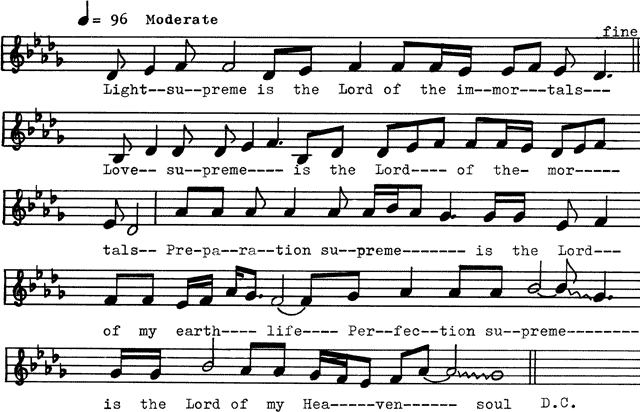 = 96 Moderate
fine
Light--su--preme is the Lord of the im--mor---tals---
Love-- su--preme---- is the Lord---- of the- mor-----
tals-- Pre-pa--ra--tion su--preme------- is the Lord---
of my earth---- life---- Per--fec--tion su--preme---------
is the Lord of my Hea---ven------ soul D.C.